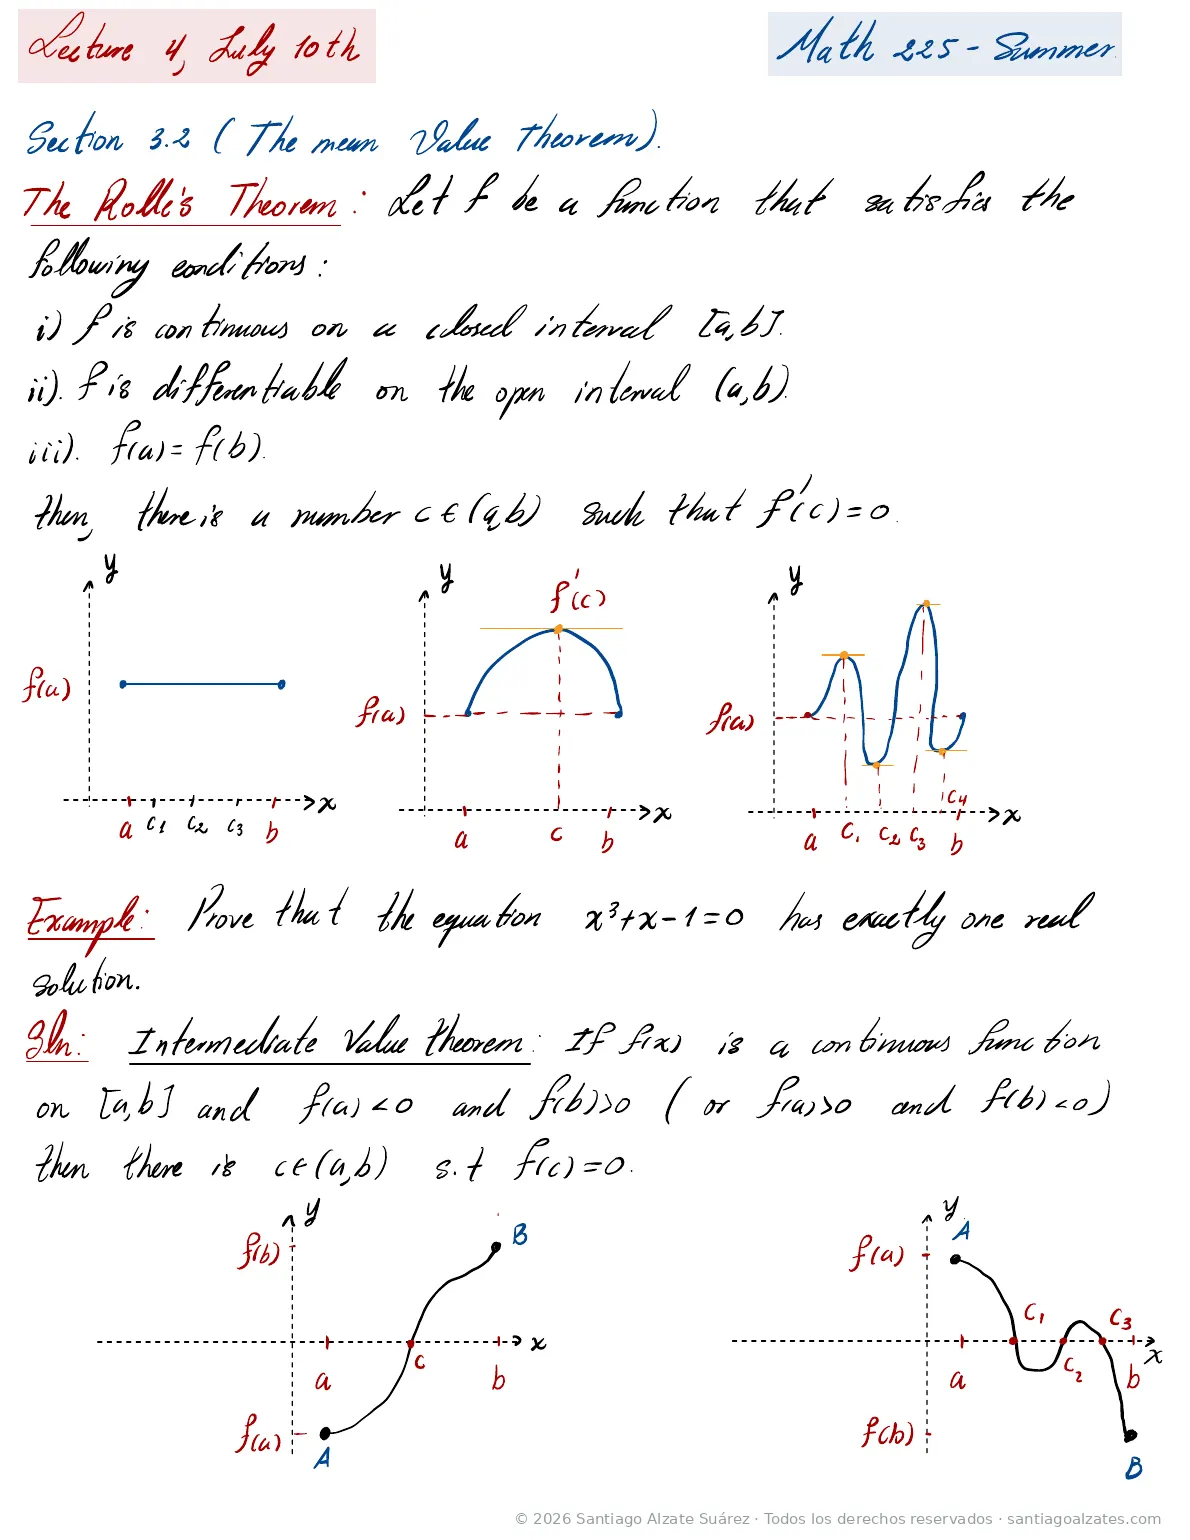 Lecture 4, July 10th
Math 225 - Summer.
Section 3.2 ( The mean Value Theorem).
The Rolle's Theorem: Let f be a function that satisfies the
following conditions:
i) f is continuous on a closed interval [a,b].
ii). f is differentiable on the open interval (a,b).
iii). f(a)=f(b).
then, there is a number c∈(a,b) such that f'(c)=0.
y
f(a)
x
a c1 c2 c3 b
y
f'(c)
f(a)
x
a c b
y
f(a)
c4
x
a c1 c2 c3 b
Example: Prove that the equation x³+x-1=0 has exactly one real
solution.
Sln: Intermediate Value theorem: If f(x) is a continuous function
on [a,b] and f(a)<0 and f(b)>0 ( or f(a)>0 and f(b)<0)
then there is c∈(a,b) s.t f(c)=0.
y
f(b)
B
x
c
a b
f(a)
A
y
A
f(a)
c1 c3
x
a c2 b
f(b)
B
© 2026 Santiago Alzate Suárez · Todos los derechos reservados · santiagoalzates.com